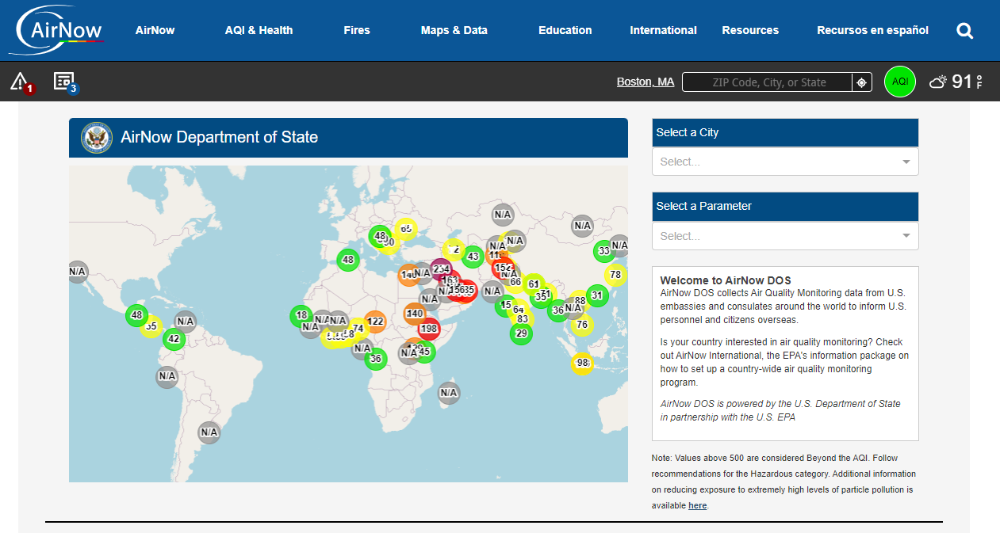 AirNow
AirNow
AQI & Health
Fires
Maps & Data
Education
International
Resources
Recursos en español
1
3
Boston, MA
ZIP Code, City, or State
AQI
91 °F
AirNow Department of State
N/A
48
55
N/A
42
N/A
N/A
48
48
65
18
N/A
N/A
N/A
74
122
N/A
36
140
198
N/A
45
N/A
N/A
234
163
N/A
156
N/A
43
N/A
N/A
N/A
152
N/A
66
61
71
35
N/A
15
64
83
29
36
N/A
88
31
76
98
N/A
33
N/A
78
Select a City
Select...
Select a Parameter
Select...
Welcome to AirNow DOS
AirNow DOS collects Air Quality Monitoring data from U.S.
embassies and consulates around the world to inform U.S.
personnel and citizens overseas.
Is your country interested in air quality monitoring? Check
out AirNow International, the EPA's information package on
how to set up a country-wide air quality monitoring
program.
AirNow DOS is powered by the U.S. Department of State
in partnership with the U.S. EPA
Note: Values above 500 are considered Beyond the AQI. Follow
recommendations for the Hazardous category. Additional information
on reducing exposure to extremely high levels of particle pollution is
available here.